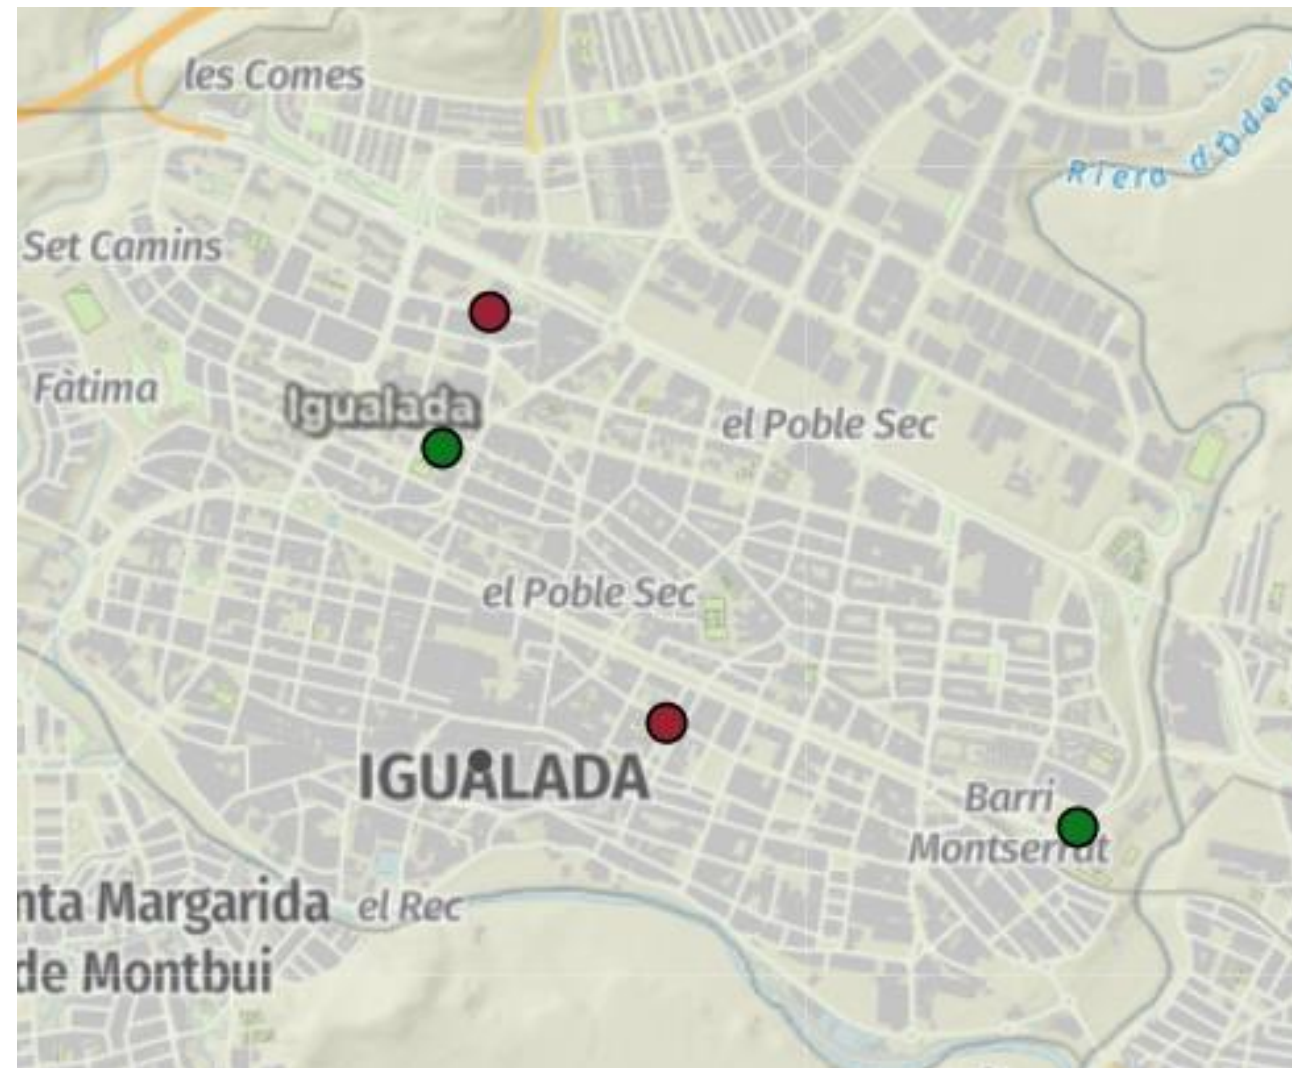 les Comes
Riera d'Òden
Set Camins
Fàtima
Igualada
el Poble Sec
el Poble Sec
IGUALADA
Barri
Montserrat
nta Margarida
de Montbui
el Rec